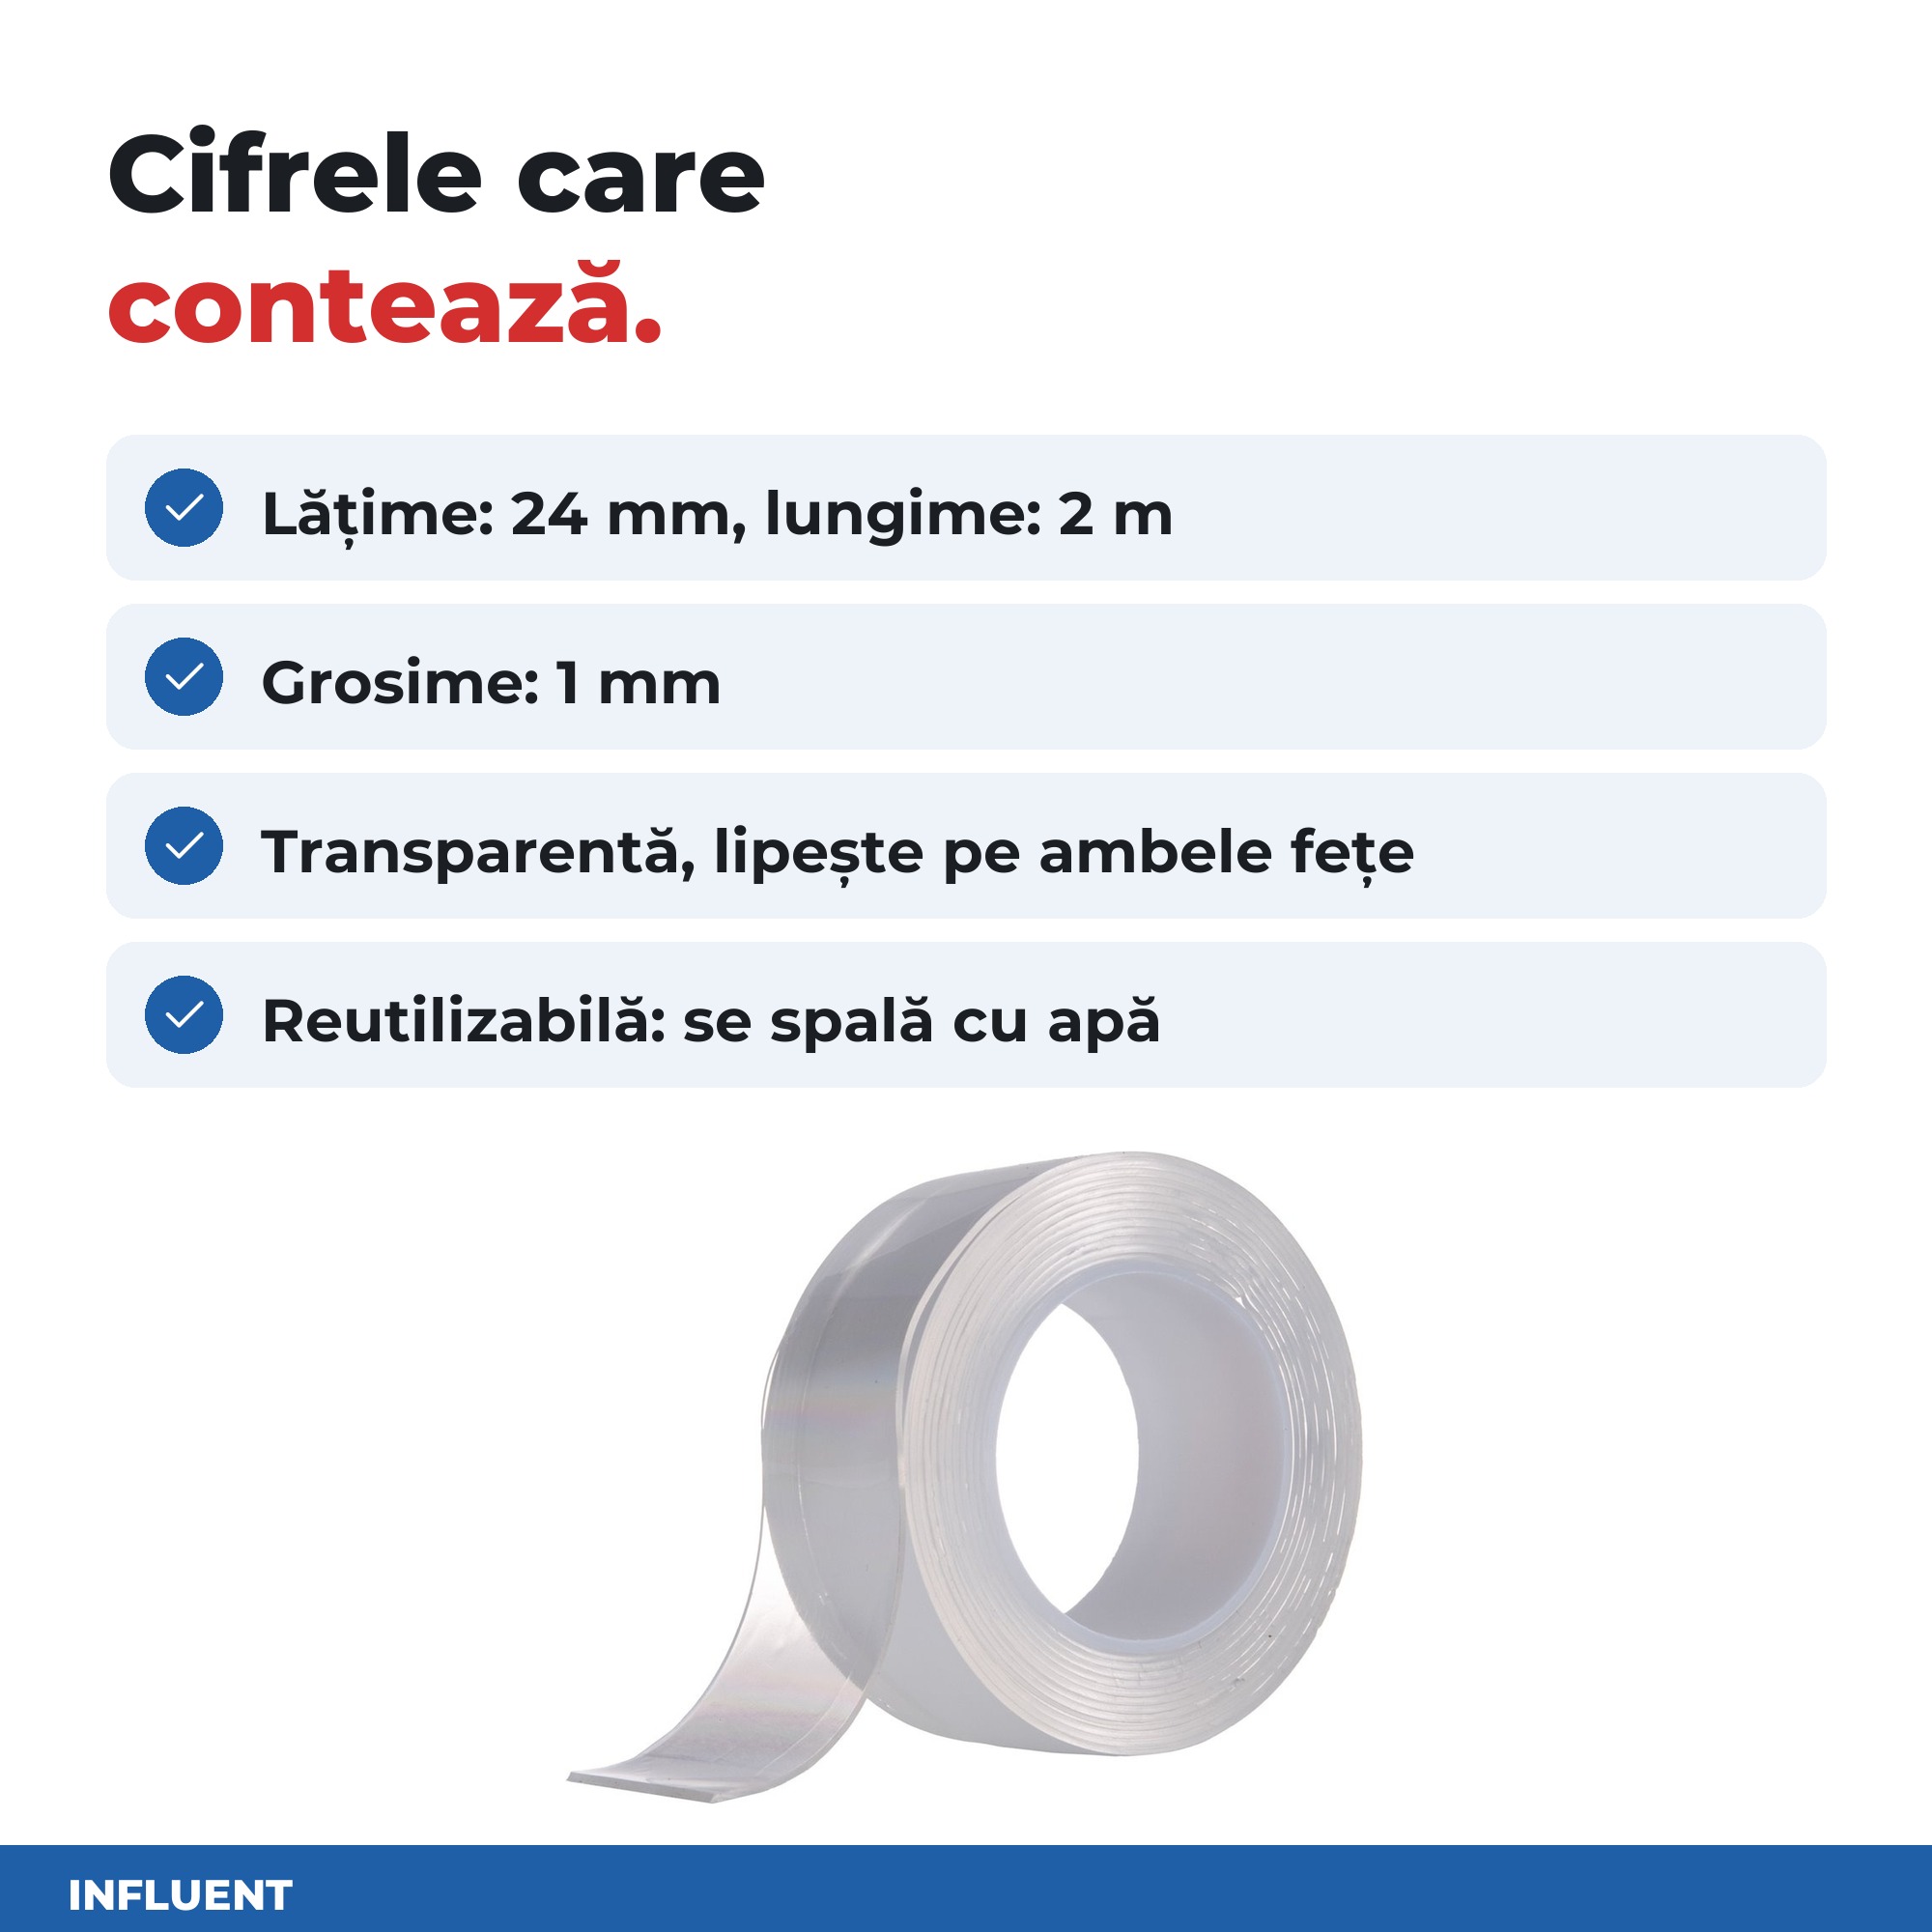 Cifrele care
contează.
Lățime: 24 mm, lungime: 2 m
Grosime: 1 mm
Transparentă, lipește pe ambele fețe
Reutilizabilă: se spală cu apă
INFLUENT